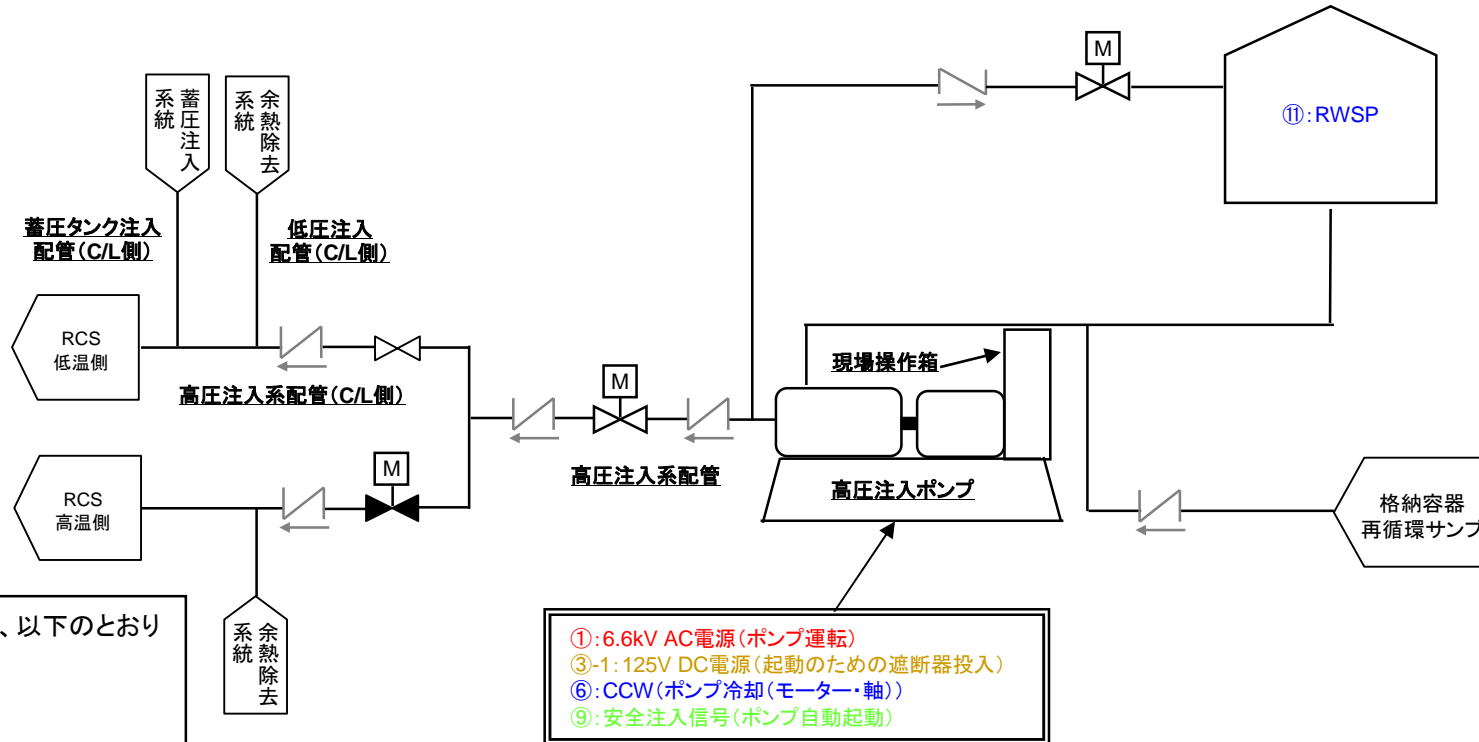 M
⑪:RWSP
系統
蓄圧注入
系統
余熱除去
蓄圧タンク注入
配管(C/L側)
低圧注入
配管(C/L側)
RCS
低温側
高圧注入系配管(C/L側)
M
現場操作箱
高圧注入系配管
高圧注入ポンプ
M
RCS
高温側
格納容器
再循環サンプ
、以下のとおり
系統
余熱除去
①:6.6kV AC電源(ポンプ運転)
③-1:125V DC電源(起動のための遮断器投入)
⑥:CCW(ポンプ冷却(モーター・軸))
⑨:安全注入信号(ポンプ自動起動)